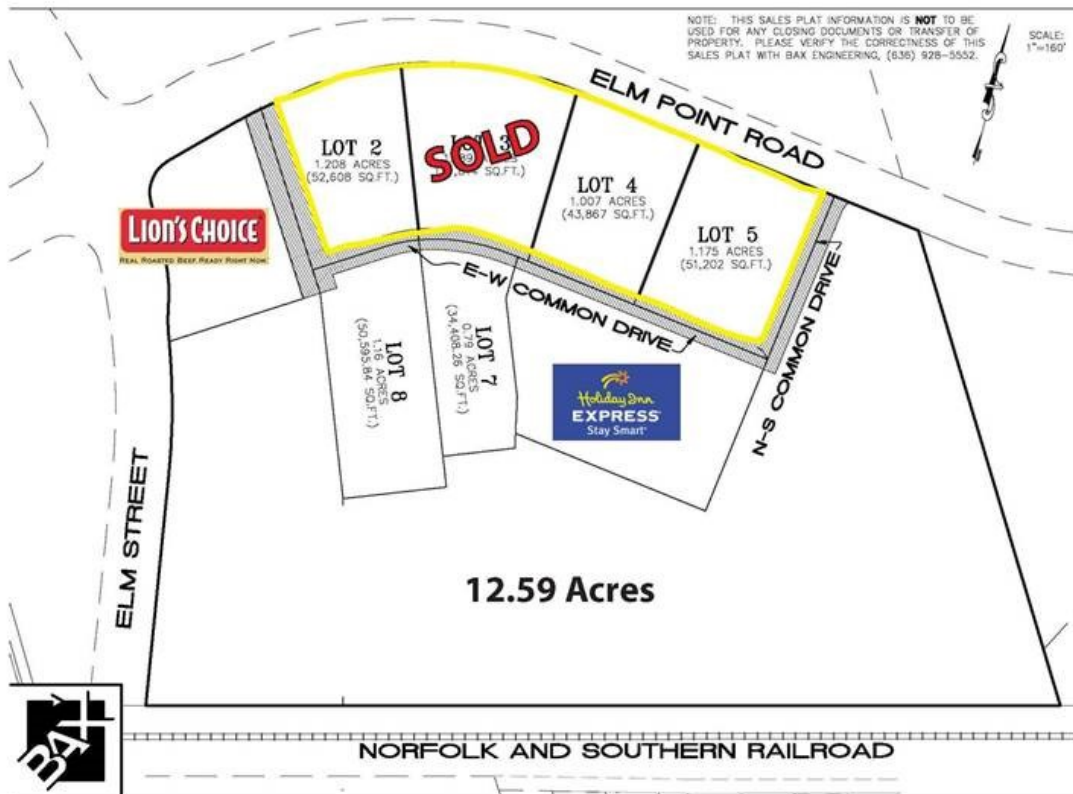 NOTE: THIS SALES PLAT INFORMATION IS NOT TO BE
USED FOR ANY CLOSING DOCUMENTS OR TRANSFER OF
PROPERTY. PLEASE VERIFY THE CORRECTNESS OF THIS
SALES PLAT WITH BAX ENGINEERING, (636) 928-5552.
SCALE:
1"=160'
ELM POINT ROAD
LOT 2
1.208 ACRES
(52,608 SQ.FT.)
LOT 3
SOLD
SQ.FT.)
LOT 4
1.007 ACRES
(43,867 SQ.FT.)
LOT 5
1.175 ACRES
(51,202 SQ.FT.)
LION'S CHOICE
REAL ROASTED BEEF. READY RIGHT NOW.
E-W COMMON DRIVE
N-S COMMON DRIVE
LOT 8
1.16 ACRES
(50,595.84 SQ.FT.)
LOT 7
0.79 ACRES
(34,408.26 SQ.FT.)
Holiday Inn
EXPRESS
Stay Smart
ELM STREET
12.59 Acres
BAX
NORFOLK AND SOUTHERN RAILROAD